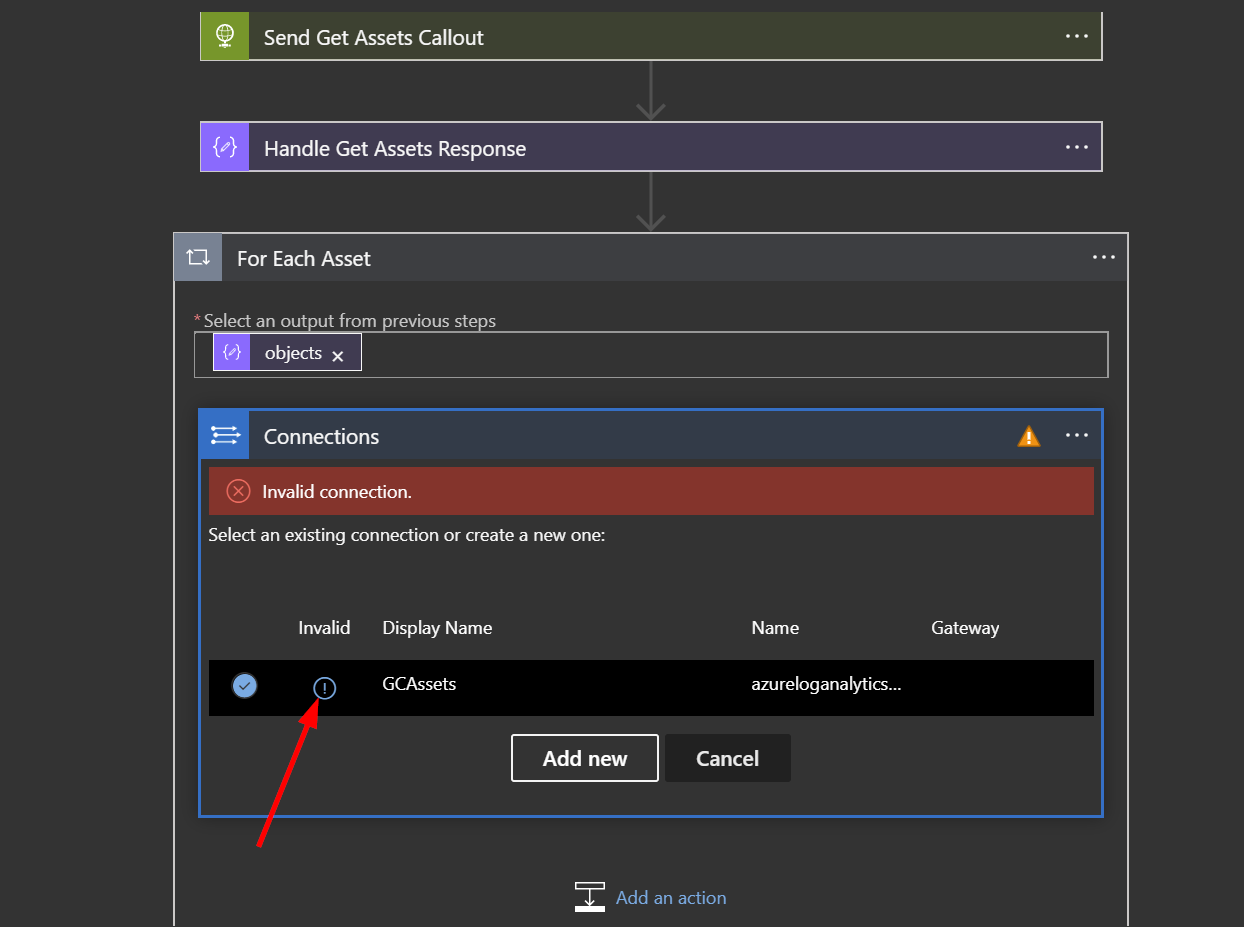 Send Get Assets Callout
Handle Get Assets Response
For Each Asset
*Select an output from previous steps
objects
Connections
Invalid connection.
Select an existing connection or create a new one:
Invalid Display Name Name Gateway
GCAssets azureloganalytics...
Add new Cancel
Add an action